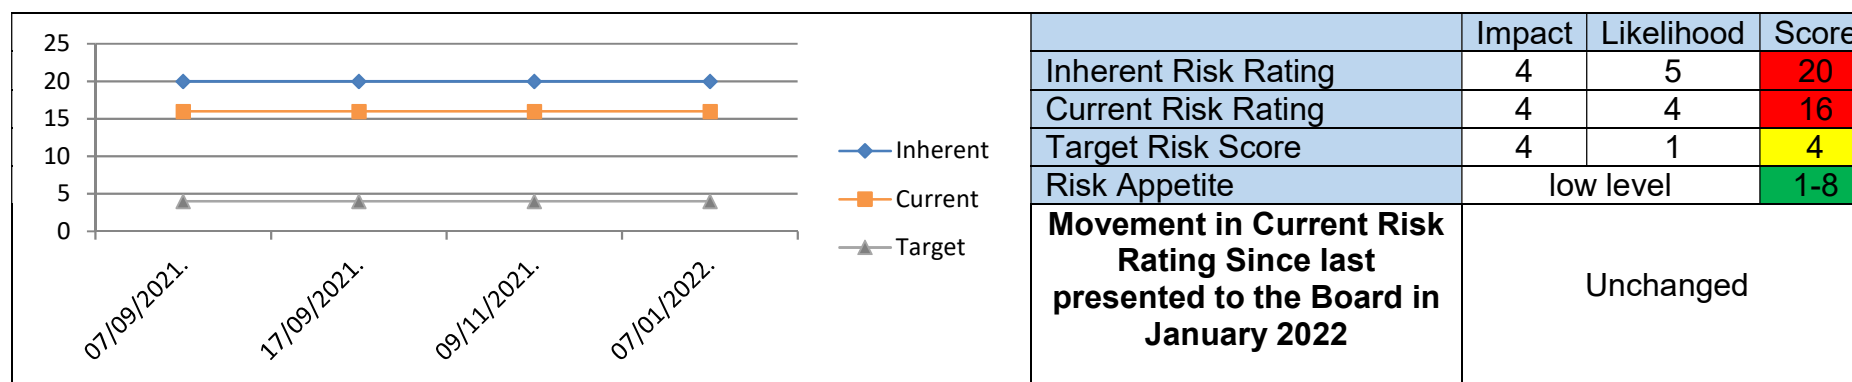 25
20
15
10
5
0
07/09/2021.
17/09/2021.
09/11/2021.
07/01/2022.
Inherent
Current
Target
Impact Likelihood Score
Inherent Risk Rating 4 5 20
Current Risk Rating 4 4 16
Target Risk Score 4 1 4
Risk Appetite low level 1-8
Movement in Current Risk
Rating Since last
presented to the Board in
January 2022
Unchanged